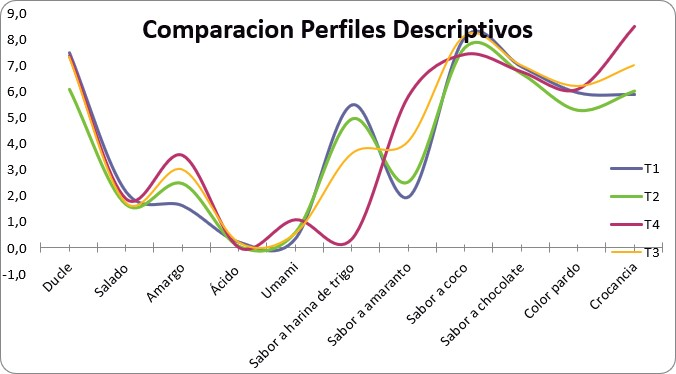 Comparacion Perfiles Descriptivos
9,0
8,0
7,0
6,0
5,0
4,0
3,0
2,0
1,0
0,0
-1,0
Ducle
Salado
Amargo
Ácido
Umami
Sabor a harina de trigo
Sabor a amaranto
Sabor a coco
Sabor a chocolate
Color pardo
Crocancia
T1
T2
T4
T3